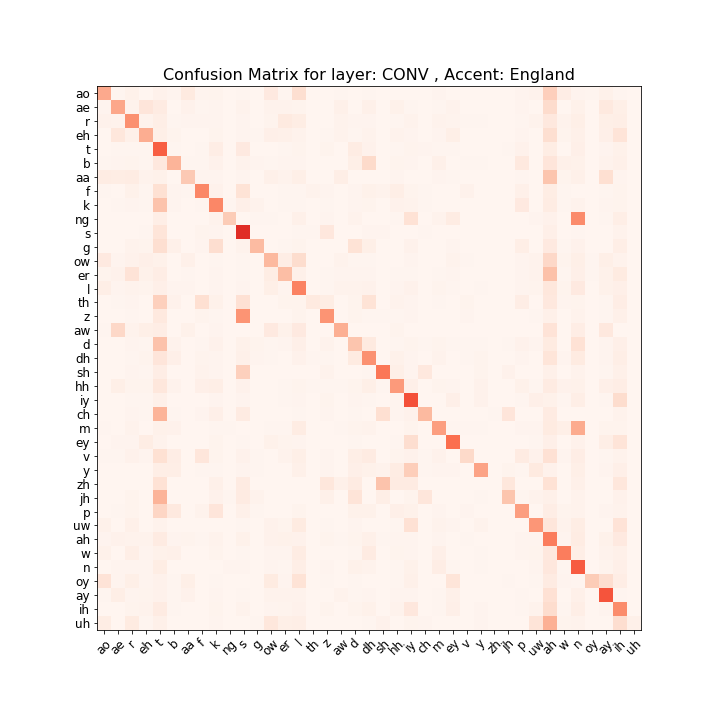 Confusion Matrix for layer: CONV , Accent: England
ao
ae
r
eh
t
b
aa
f
k
ng
s
g
ow
er
l
th
z
aw
d
dh
sh
hh
iy
ch
m
ey
v
y
zh
jh
p
uw
ah
w
n
oy
ay
ih
uh
ao ae r eh t b aa f k ng s g ow er l th z aw d dh sh hh iy ch m ey v y zh jh p uw ah w n oy ay ih uh